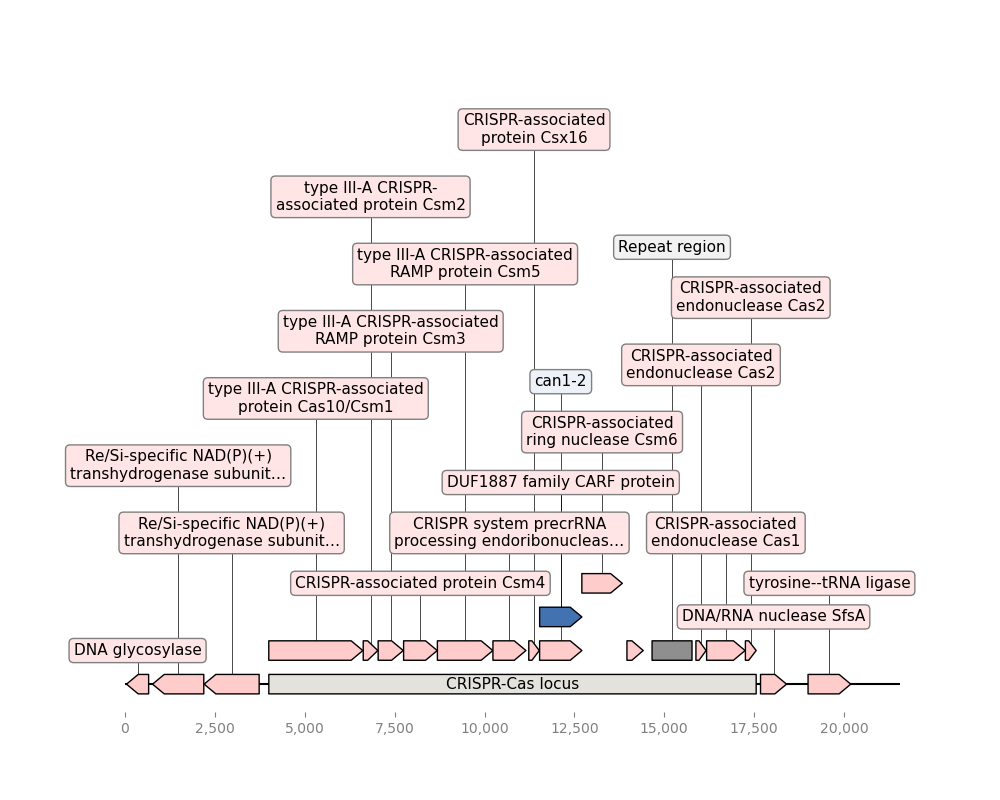 CRISPR-associated
protein Csx16
type III-A CRISPR-
associated protein Csm2
Repeat region
type III-A CRISPR-associated
RAMP protein Csm5
CRISPR-associated
endonuclease Cas2
type III-A CRISPR-associated
RAMP protein Csm3
CRISPR-associated
endonuclease Cas2
can1-2
type III-A CRISPR-associated
protein Cas10/Csm1
CRISPR-associated
ring nuclease Csm6
Re/Si-specific NAD(P)(+)
transhydrogenase subunit…
DUF1887 family CARF protein
Re/Si-specific NAD(P)(+)
transhydrogenase subunit…
CRISPR system precrRNA
processing endoribonucleas…
CRISPR-associated
endonuclease Cas1
CRISPR-associated protein Csm4
tyrosine--tRNA ligase
DNA/RNA nuclease SfsA
DNA glycosylase
CRISPR-Cas locus
0
2,500
5,000
7,500
10,000
12,500
15,000
17,500
20,000